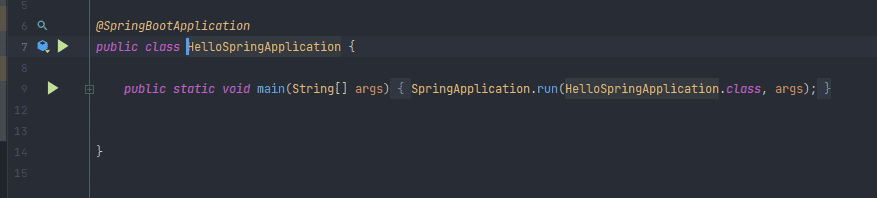 5
6 @SpringBootApplication
7 public class HelloSpringApplication {
8
9 public static void main(String[] args) { SpringApplication.run(HelloSpringApplication.class, args); }
12
13
14 }
15